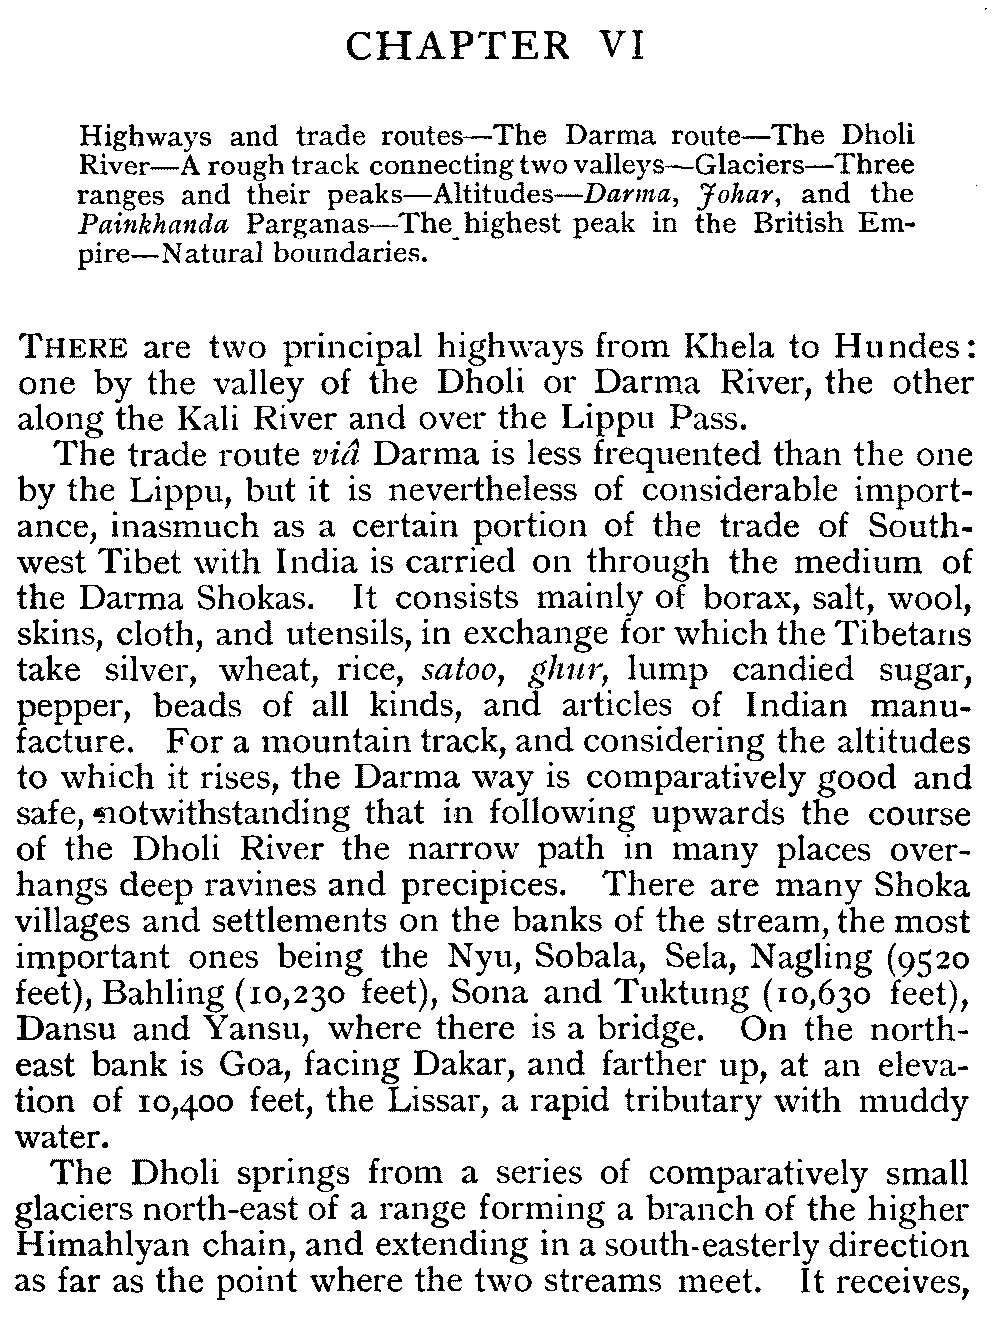 CHAPTER VI
Highways and trade routes—The Darma route—The Dholi
River—A rough track connecting two valleys—Glaciers—Three
ranges and their peaks—Altitudes—Darma, Johar, and the
Painkhanda Parganas—The highest peak in the British Em-
pire—Natural boundaries.
THERE are two principal highways from Khela to Hundes:
one by the valley of the Dholi or Darma River, the other
along the Kali River and over the Lippu Pass.
The trade route viâ Darma is less frequented than the one
by the Lippu, but it is nevertheless of considerable import-
ance, inasmuch as a certain portion of the trade of South-
west Tibet with India is carried on through the medium of
the Darma Shokas. It consists mainly of borax, salt, wool,
skins, cloth, and utensils, in exchange for which the Tibetans
take silver, wheat, rice, satoo, ghur, lump candied sugar,
pepper, beads of all kinds, and articles of Indian manu-
facture. For a mountain track, and considering the altitudes
to which it rises, the Darma way is comparatively good and
safe, notwithstanding that in following upwards the course
of the Dholi River the narrow path in many places over-
hangs deep ravines and precipices. There are many Shoka
villages and settlements on the banks of the stream, the most
important ones being the Nyu, Sobala, Sela, Nagling (9520
feet), Bahling (10,230 feet), Sona and Tuktung (10,630 feet),
Dansu and Yansu, where there is a bridge. On the north-
east bank is Goa, facing Dakar, and farther up, at an eleva-
tion of 10,400 feet, the Lissar, a rapid tributary with muddy
water.
The Dholi springs from a series of comparatively small
glaciers north-east of a range forming a branch of the higher
Himahlyan chain, and extending in a south-easterly direction
as far as the point where the two streams meet. It receives,